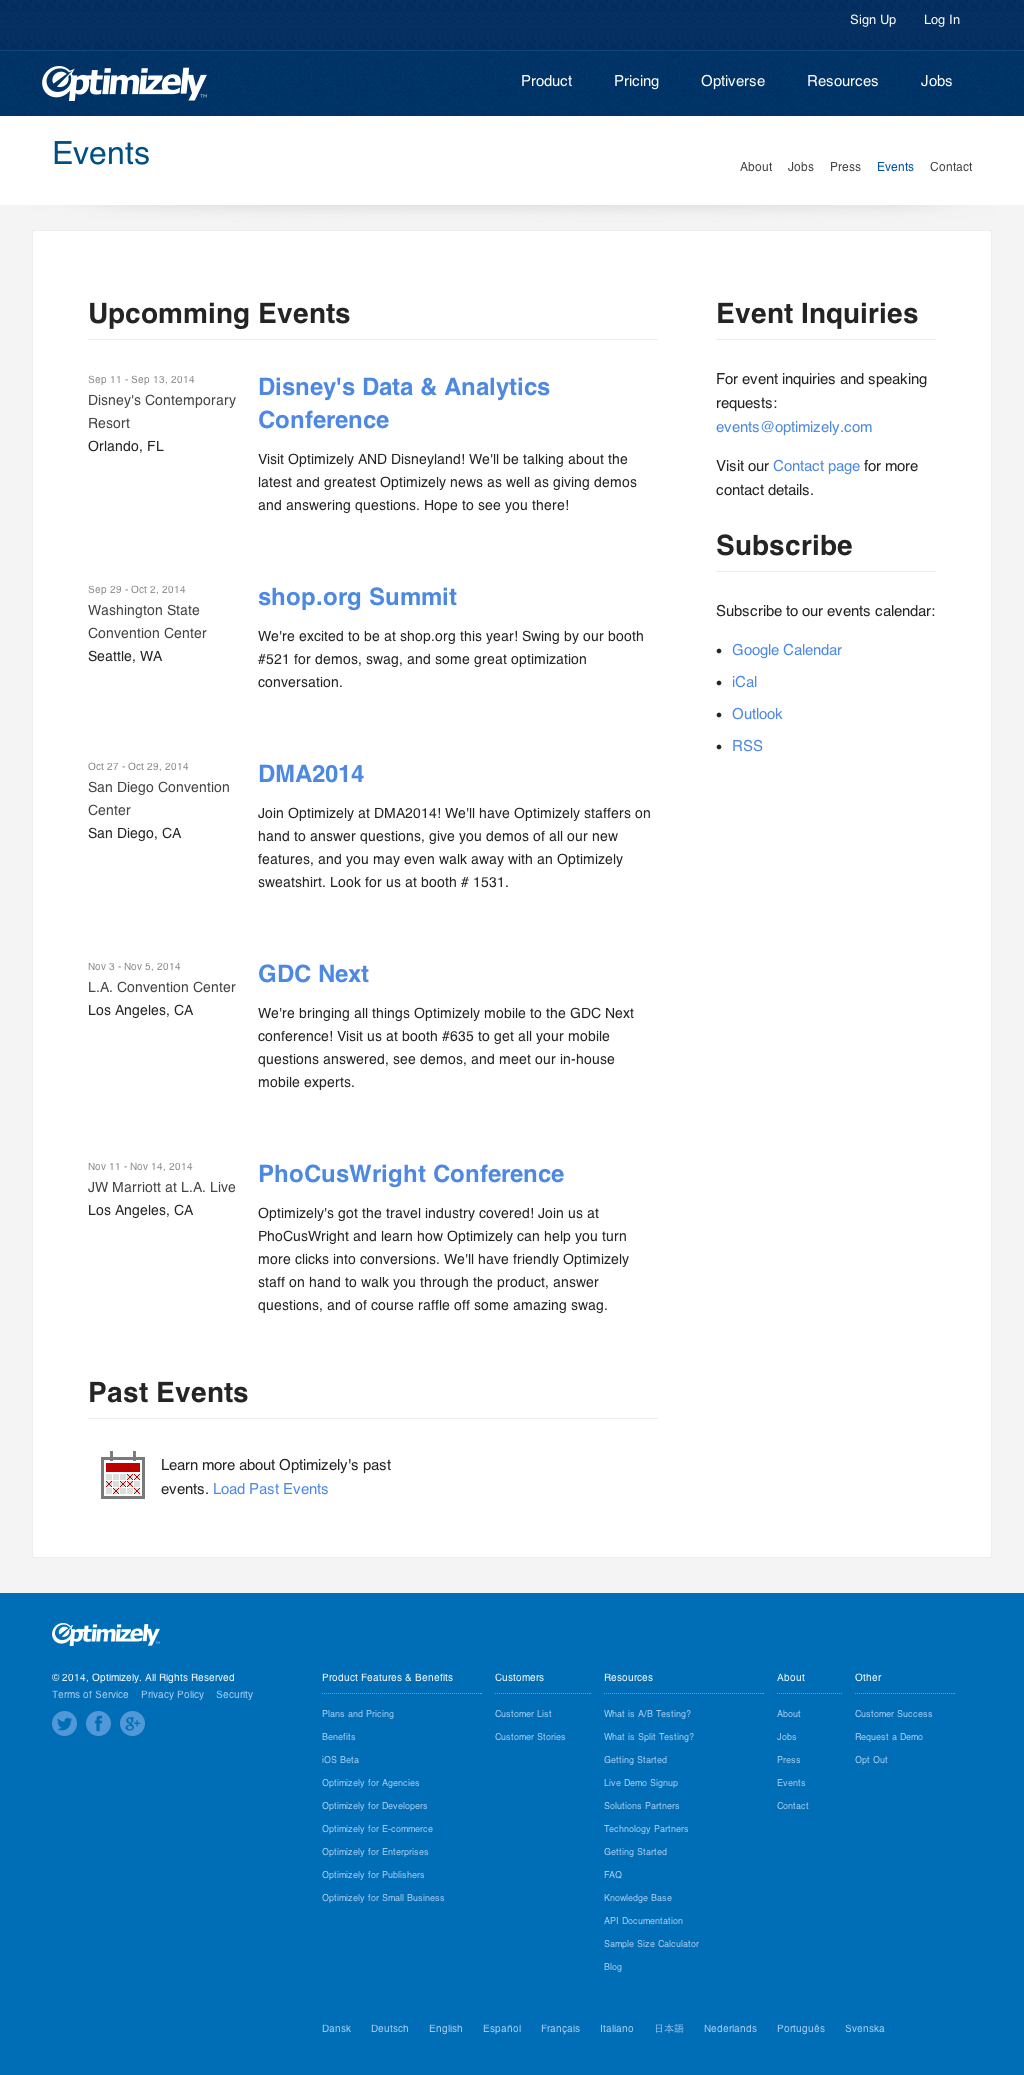 Sign Up Log In
Optimizely™ Product Pricing Optiverse Resources Jobs
Events
About Jobs Press Events Contact
Upcomming Events
Sep 11 - Sep 13, 2014
Disney's Contemporary
Resort
Orlando, FL
Disney's Data & Analytics
Conference
Visit Optimizely AND Disneyland! We'll be talking about the
latest and greatest Optimizely news as well as giving demos
and answering questions. Hope to see you there!
Sep 29 - Oct 2, 2014
Washington State
Convention Center
Seattle, WA
shop.org Summit
We're excited to be at shop.org this year! Swing by our booth
#521 for demos, swag, and some great optimization
conversation.
Oct 27 - Oct 29, 2014
San Diego Convention
Center
San Diego, CA
DMA2014
Join Optimizely at DMA2014! We'll have Optimizely staffers on
hand to answer questions, give you demos of all our new
features, and you may even walk away with an Optimizely
sweatshirt. Look for us at booth # 1531.
Nov 3 - Nov 5, 2014
L.A. Convention Center
Los Angeles, CA
GDC Next
We're bringing all things Optimizely mobile to the GDC Next
conference! Visit us at booth #635 to get all your mobile
questions answered, see demos, and meet our in-house
mobile experts.
Nov 11 - Nov 14, 2014
JW Marriott at L.A. Live
Los Angeles, CA
PhoCusWright Conference
Optimizely's got the travel industry covered! Join us at
PhoCusWright and learn how Optimizely can help you turn
more clicks into conversions. We'll have friendly Optimizely
staff on hand to walk you through the product, answer
questions, and of course raffle off some amazing swag.
Past Events
Learn more about Optimizely's past
events. Load Past Events
Event Inquiries
For event inquiries and speaking
requests:
events@optimizely.com
Visit our Contact page for more
contact details.
Subscribe
Subscribe to our events calendar:
• Google Calendar
• iCal
• Outlook
• RSS
Optimizely
© 2014, Optimizely. All Rights Reserved
Terms of Service Privacy Policy Security
Product Features & Benefits
Plans and Pricing
Benefits
iOS Beta
Optimizely for Agencies
Optimizely for Developers
Optimizely for E-commerce
Optimizely for Enterprises
Optimizely for Publishers
Optimizely for Small Business
Customers
Customer List
Customer Stories
Resources
What is A/B Testing?
What is Split Testing?
Getting Started
Live Demo Signup
Solutions Partners
Technology Partners
Getting Started
FAQ
Knowledge Base
API Documentation
Sample Size Calculator
Blog
About
About
Jobs
Press
Events
Contact
Other
Customer Success
Request a Demo
Opt Out
Dansk Deutsch English Español Français Italiano 日本語 Nederlands Português Svenska